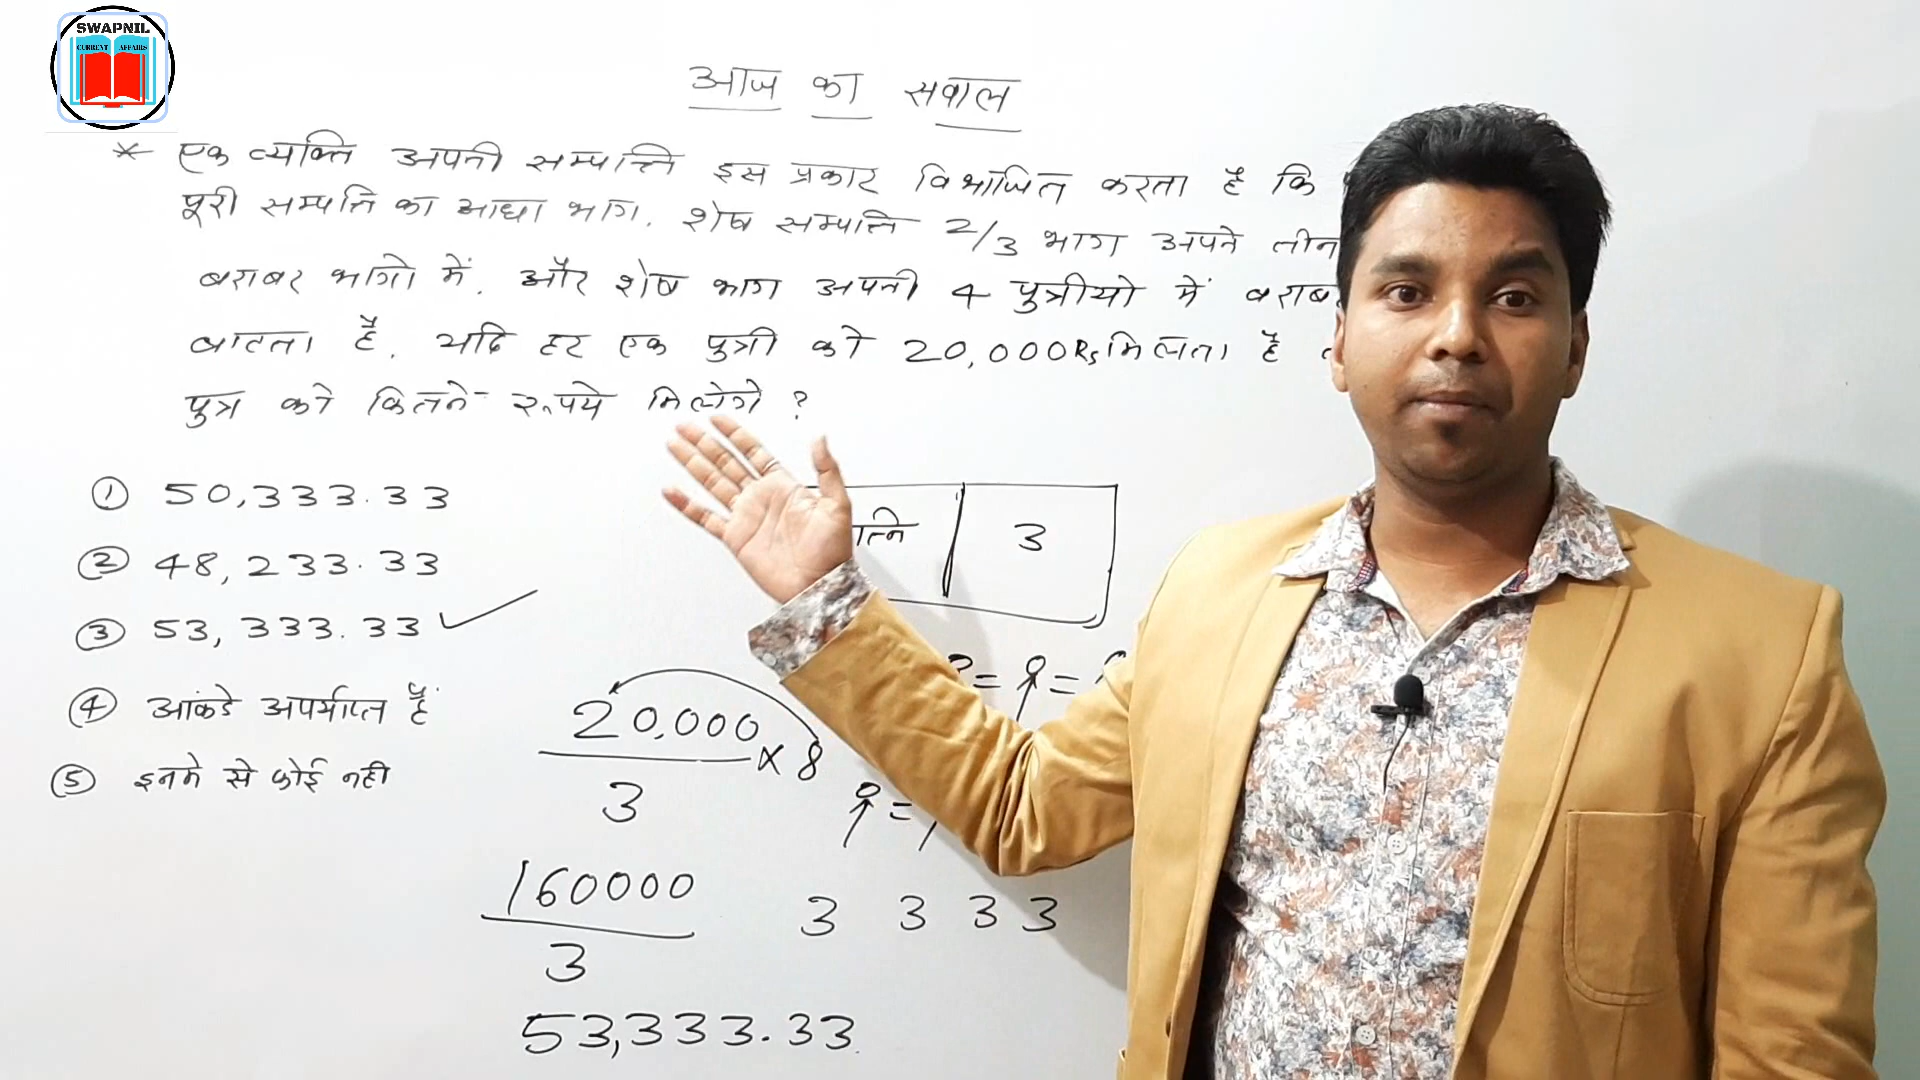 SWAPNIL
CURRENT AFFAIRS
आज का सवाल
* एक व्यक्ति अपनी सम्पत्ति इस प्रकार विभाजित करता है कि
पूरी सम्पत्ति का आधा भाग. शेष सम्पत्ति 2/3 भाग अपने तीन
बराबर भागो में. और शेष भाग अपनी 4 पुत्रीयो में
बाटता है. यदि हर एक पुत्री को 20,000Rs मिलता है
पुत्र को कितने रूपये मिलेगे ?
① 50,333.33
② 48,233.33
③ 53,333.33 ✓
④ आंकडे अपर्याप्त हैं
⑤ इनमे से कोई नही
3
20,000 × 8
3
160000
3
53,333.33
3 3 3 3